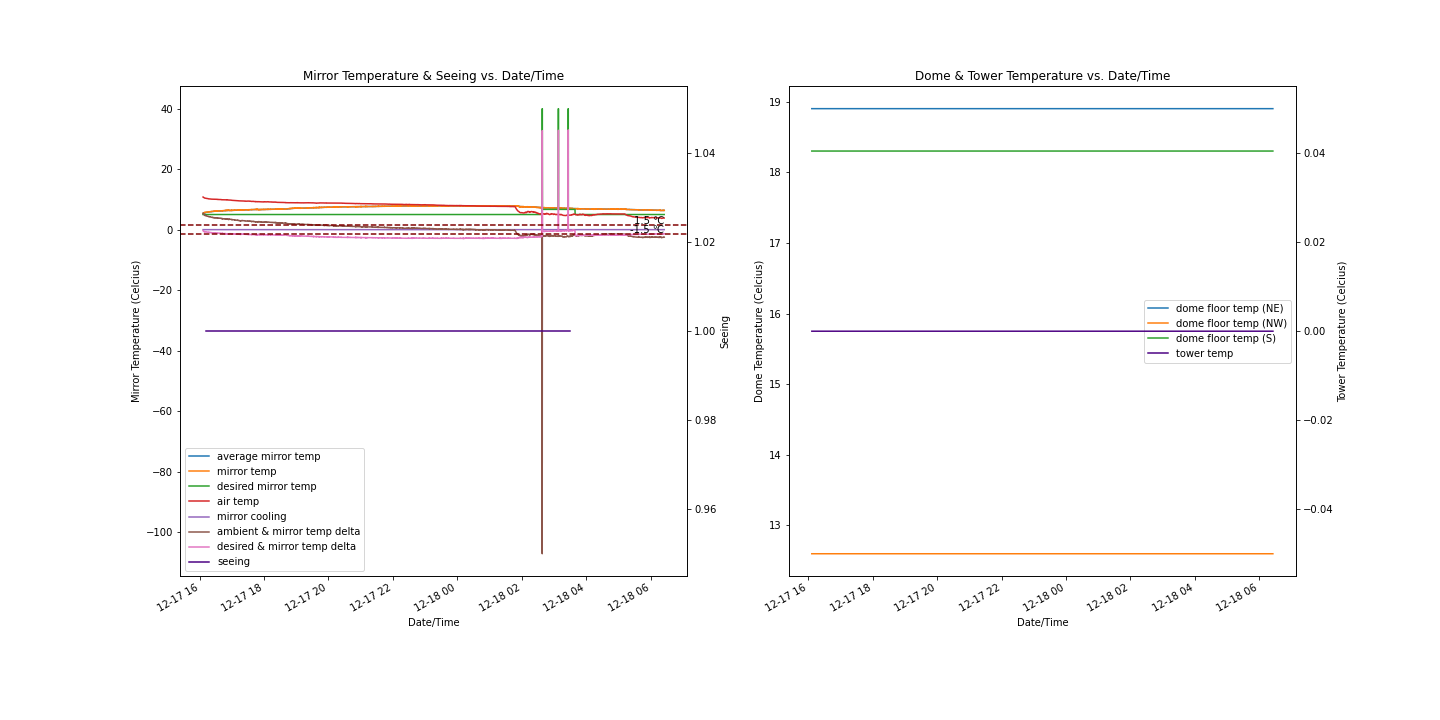 Mirror Temperature & Seeing vs. Date/Time
Mirror Temperature (Celcius)
40
20
0
−20
−40
−60
−80
−100
1.5 °C
-1.5 °C
average mirror temp
mirror temp
desired mirror temp
air temp
mirror cooling
ambient & mirror temp delta
desired & mirror temp delta
seeing
1.04
1.02
1.00
0.98
0.96
Seeing
12-17 16
12-17 18
12-17 20
12-17 22
12-18 00
12-18 02
12-18 04
12-18 06
Date/Time
Dome & Tower Temperature vs. Date/Time
Dome Temperature (Celcius)
19
18
17
16
15
14
13
dome floor temp (NE)
dome floor temp (NW)
dome floor temp (S)
tower temp
0.04
0.02
0.00
−0.02
−0.04
Tower Temperature (Celcius)
12-17 16
12-17 18
12-17 20
12-17 22
12-18 00
12-18 02
12-18 04
12-18 06
Date/Time